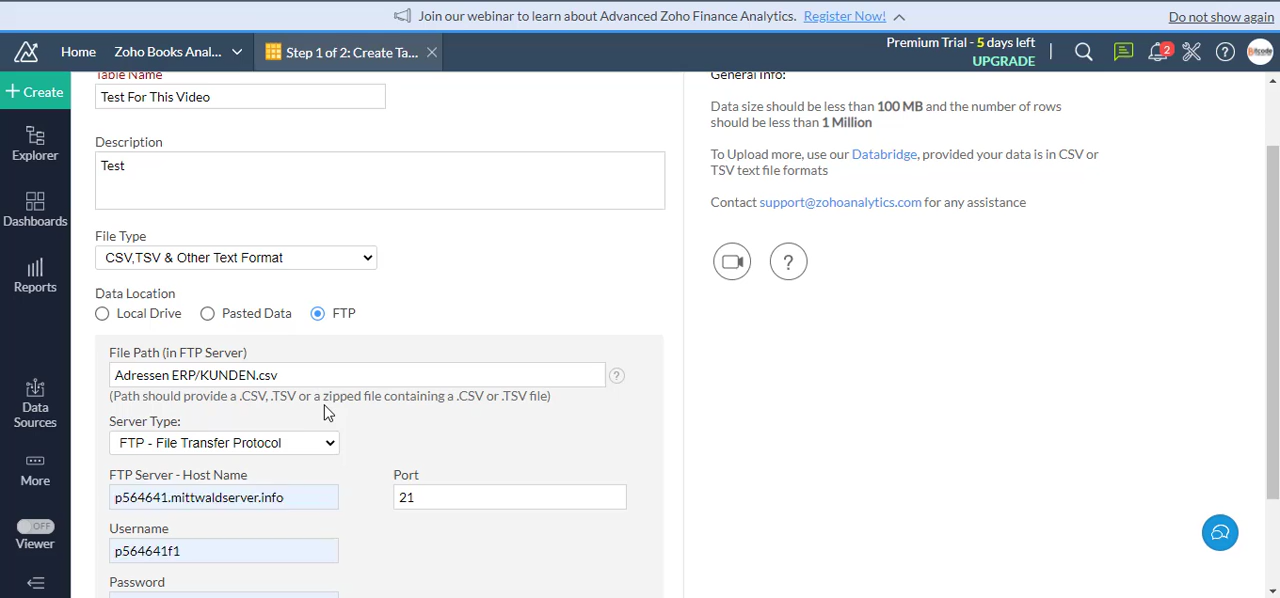 Join our webinar to learn about Advanced Zoho Finance Analytics. Register Now! Do not show again
Home Zoho Books Anal... Step 1 of 2: Create Ta... Premium Trial - 5 days left
UPGRADE
2
Create
Explorer
Dashboards
Reports
Data
Sources
More
OFF
Viewer
Table Name
Test For This Video
Description
Test
File Type
CSV,TSV & Other Text Format
Data Location
Local Drive Pasted Data FTP
File Path (in FTP Server)
Adressen ERP/KUNDEN.csv
?
(Path should provide a .CSV, .TSV or a zipped file containing a .CSV or .TSV file)
Server Type:
FTP - File Transfer Protocol
FTP Server - Host Name Port
p564641.mittwaldserver.info 21
Username
p564641f1
Password
General Info:
Data size should be less than 100 MB and the number of rows
should be less than 1 Million
To Upload more, use our Databridge, provided your data is in CSV or
TSV text file formats
Contact support@zohoanalytics.com for any assistance
?